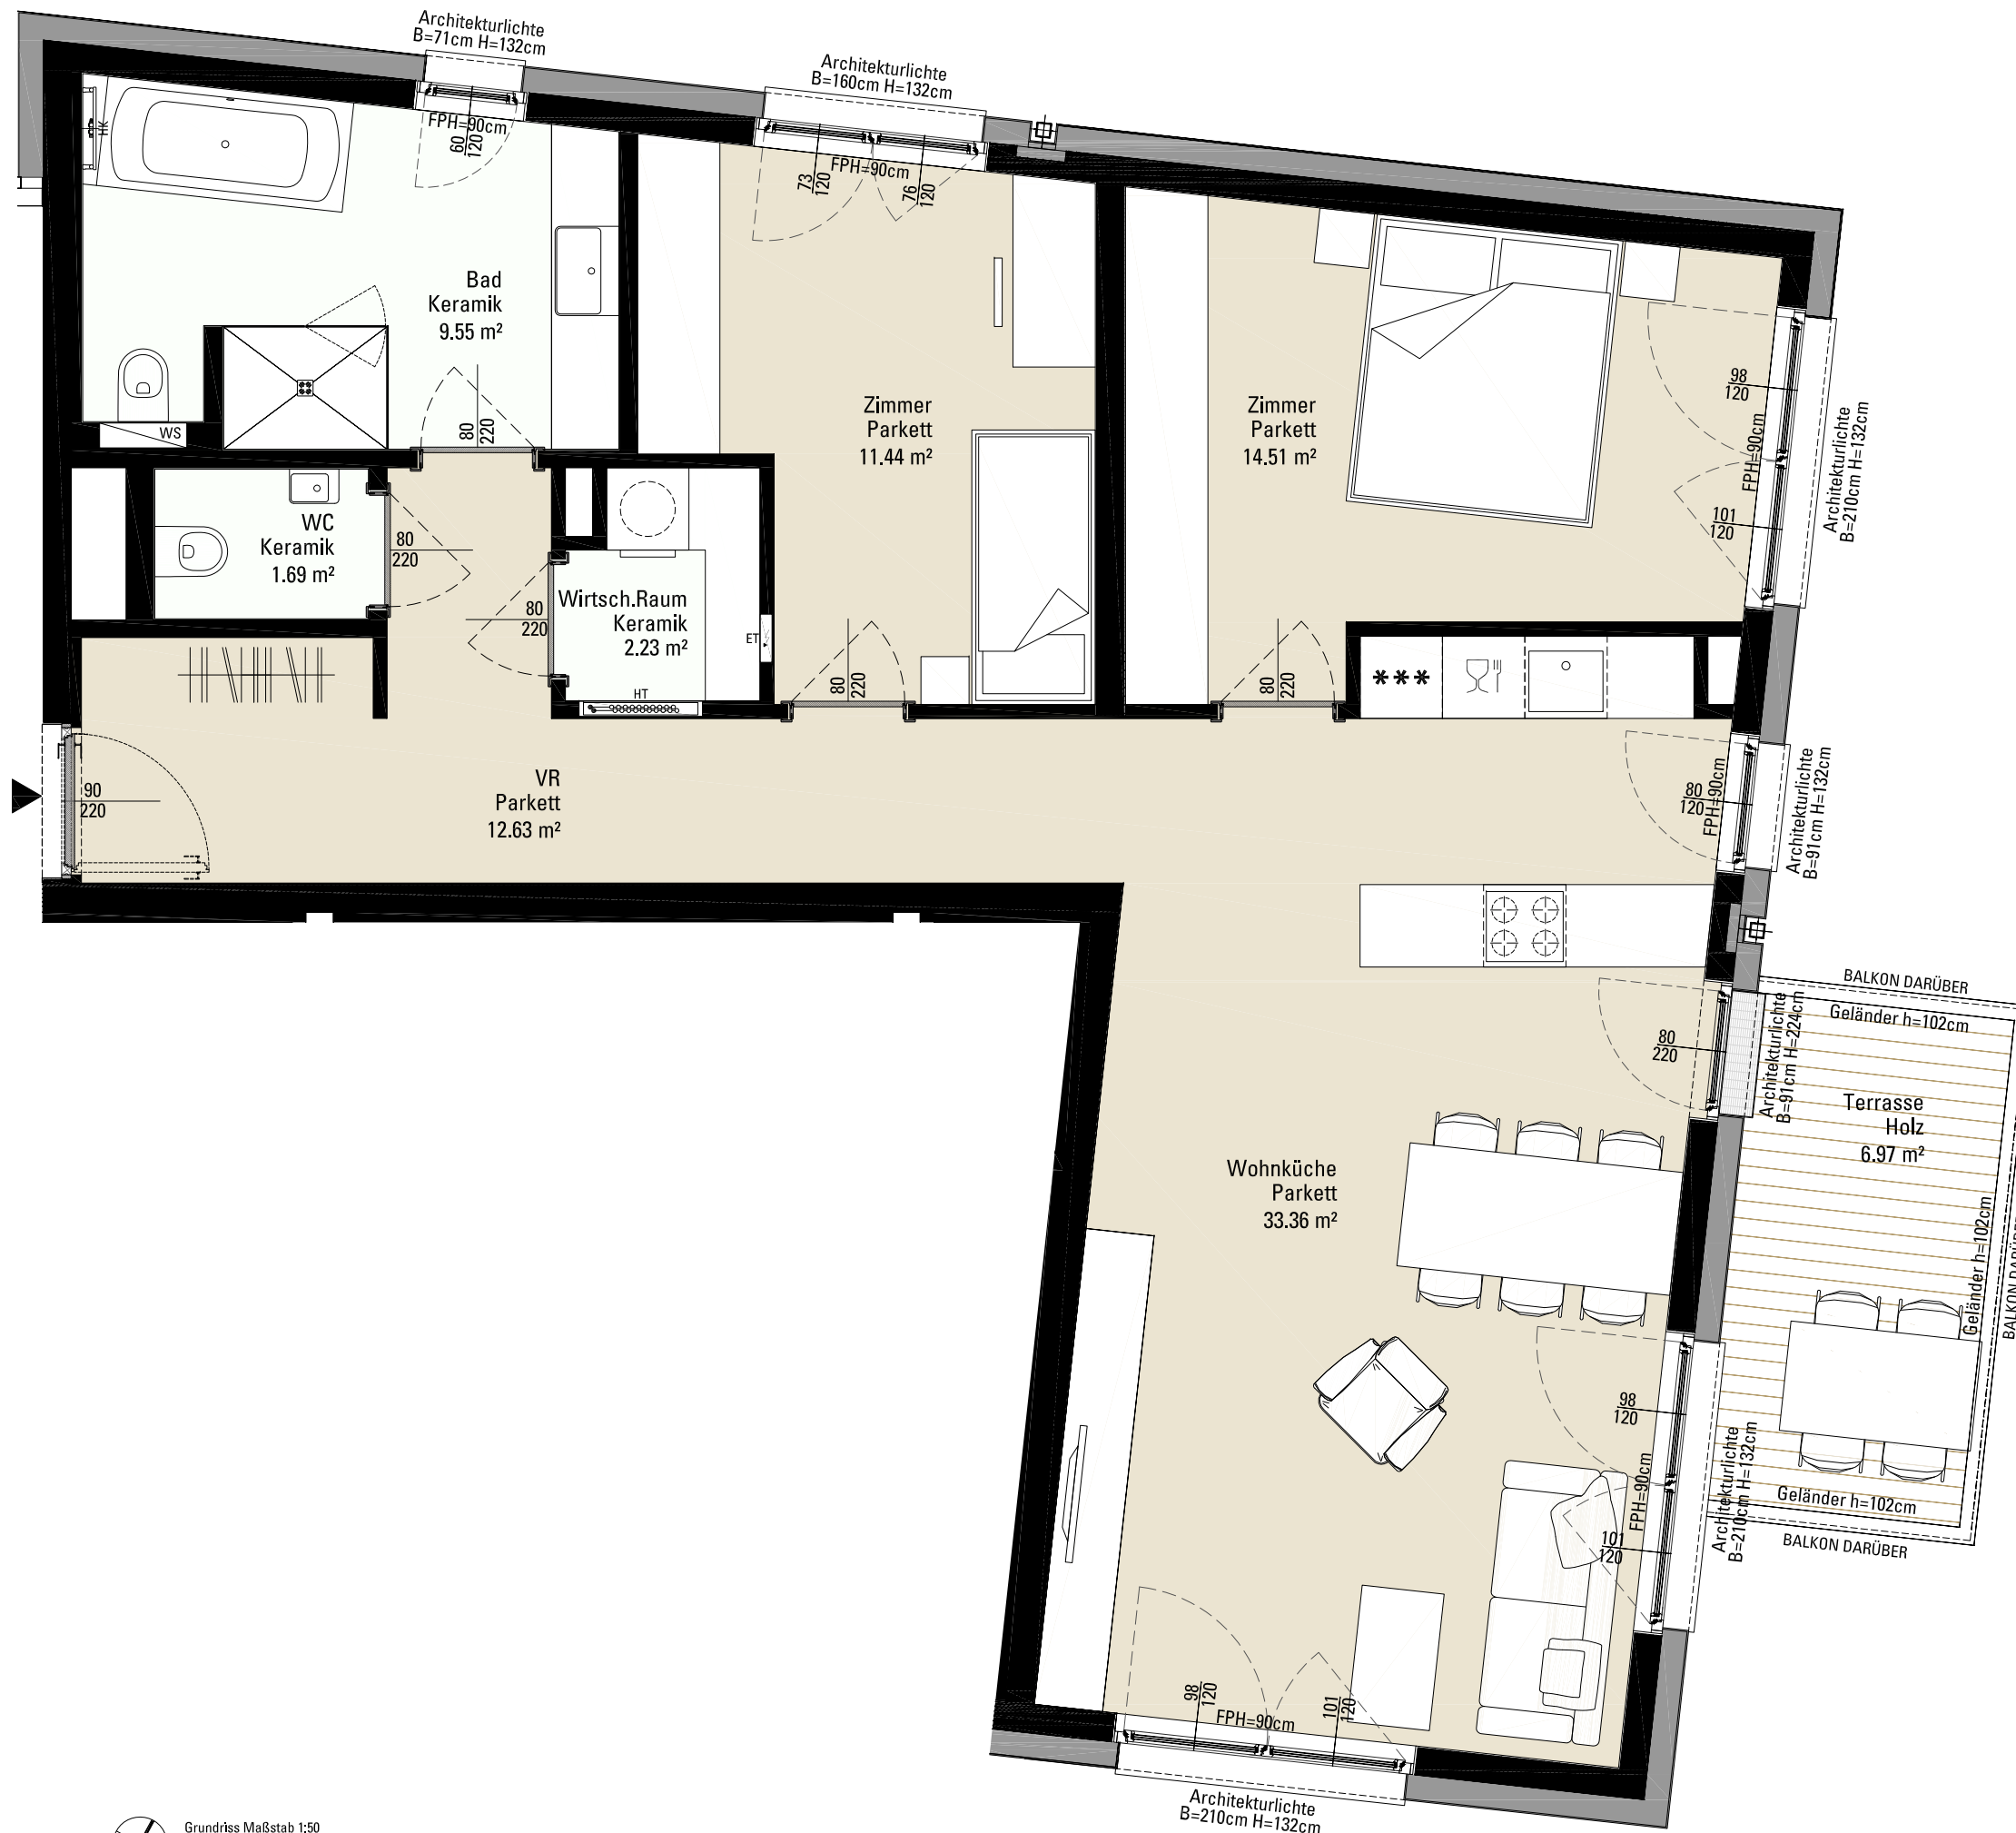 Architekturlichte
B=71cm H=132cm
Architekturlichte
B=160cm H=132cm
HK
FPH=90cm
60
120
FPH=90cm
73
120
76
120
Bad
Keramik
9.55 m²
WS
80
220
Zimmer
Parkett
11.44 m²
Zimmer
Parkett
14.51 m²
98
120
FPH=90cm
101
120
Architekturlichte
B=210cm H=132cm
WC
Keramik
1.69 m²
80
220
80
220
Wirtsch.Raum
Keramik
2.23 m²
ET
HT
80
220
80
220
***
VR
Parkett
12.63 m²
90
220
80
120
FPH=90cm
Architekturlichte
B=91cm H=132cm
80
220
Architekturlichte
B=91cm H=224cm
BALKON DARÜBER
Geländer h=102cm
Terrasse
Holz
6.97 m²
Geländer h=102cm
BALKON DARÜBER
Wohnküche
Parkett
33.36 m²
98
120
FPH=90cm
101
120
Architekturlichte
B=210cm H=132cm
Geländer h=102cm
BALKON DARÜBER
98
120
FPH=90cm
101
120
Architekturlichte
B=210cm H=132cm
Grundriss Maßstab 1:50